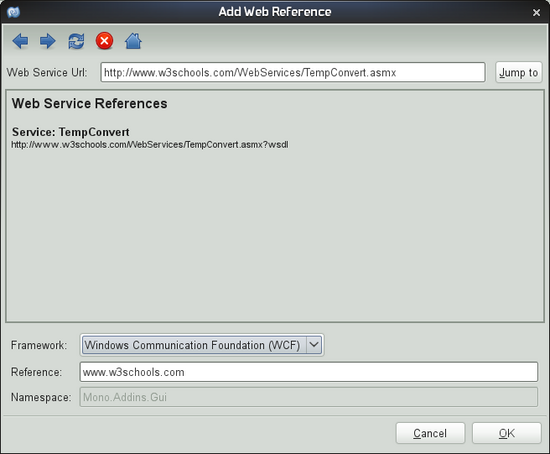 Add Web Reference
Web Service Url: http://www.w3schools.com/WebServices/TempConvert.asmx Jump to
Web Service References
Service: TempConvert
http://www.w3schools.com/WebServices/TempConvert.asmx?wsdl
Framework: Windows Communication Foundation (WCF)
Reference: www.w3schools.com
Namespace: Mono.Addins.Gui
Cancel OK